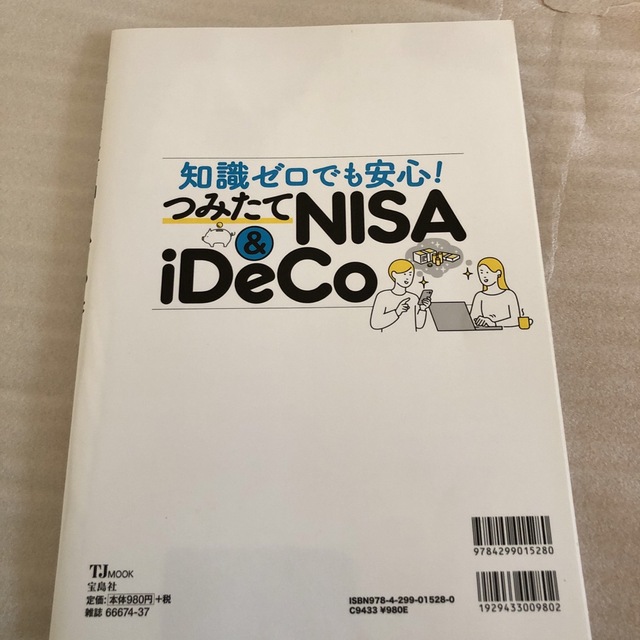 知識ゼロでも安心!
つみたてNISA
&
iDeCo
9784299015280
TJ MOOK
宝島社
定価:本体980円+税
雑誌 66674-37
ISBN978-4-299-01528-0
C9433 ¥980E
1929433009802